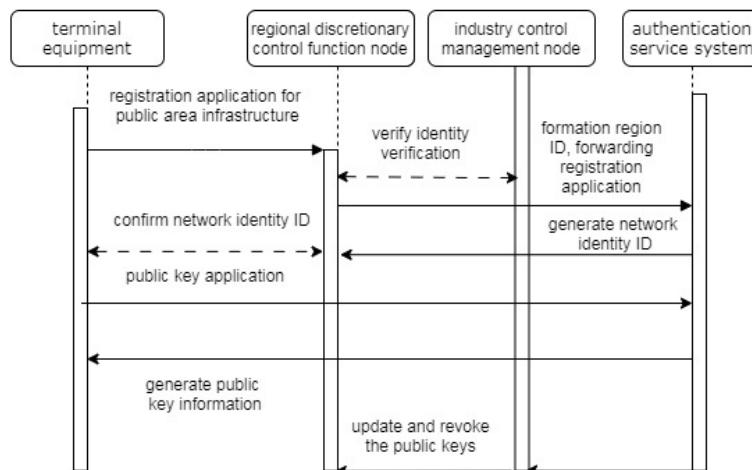 terminal
equipment
regional discretionary
control function node
industry control
management node
authentication
service system
registration application for
public area infrastructure
verify identity
verification
formation region
ID, forwarding
registration
application
confirm network identity ID
generate network
identity ID
public key application
generate public
key information
update and revoke
the public keys